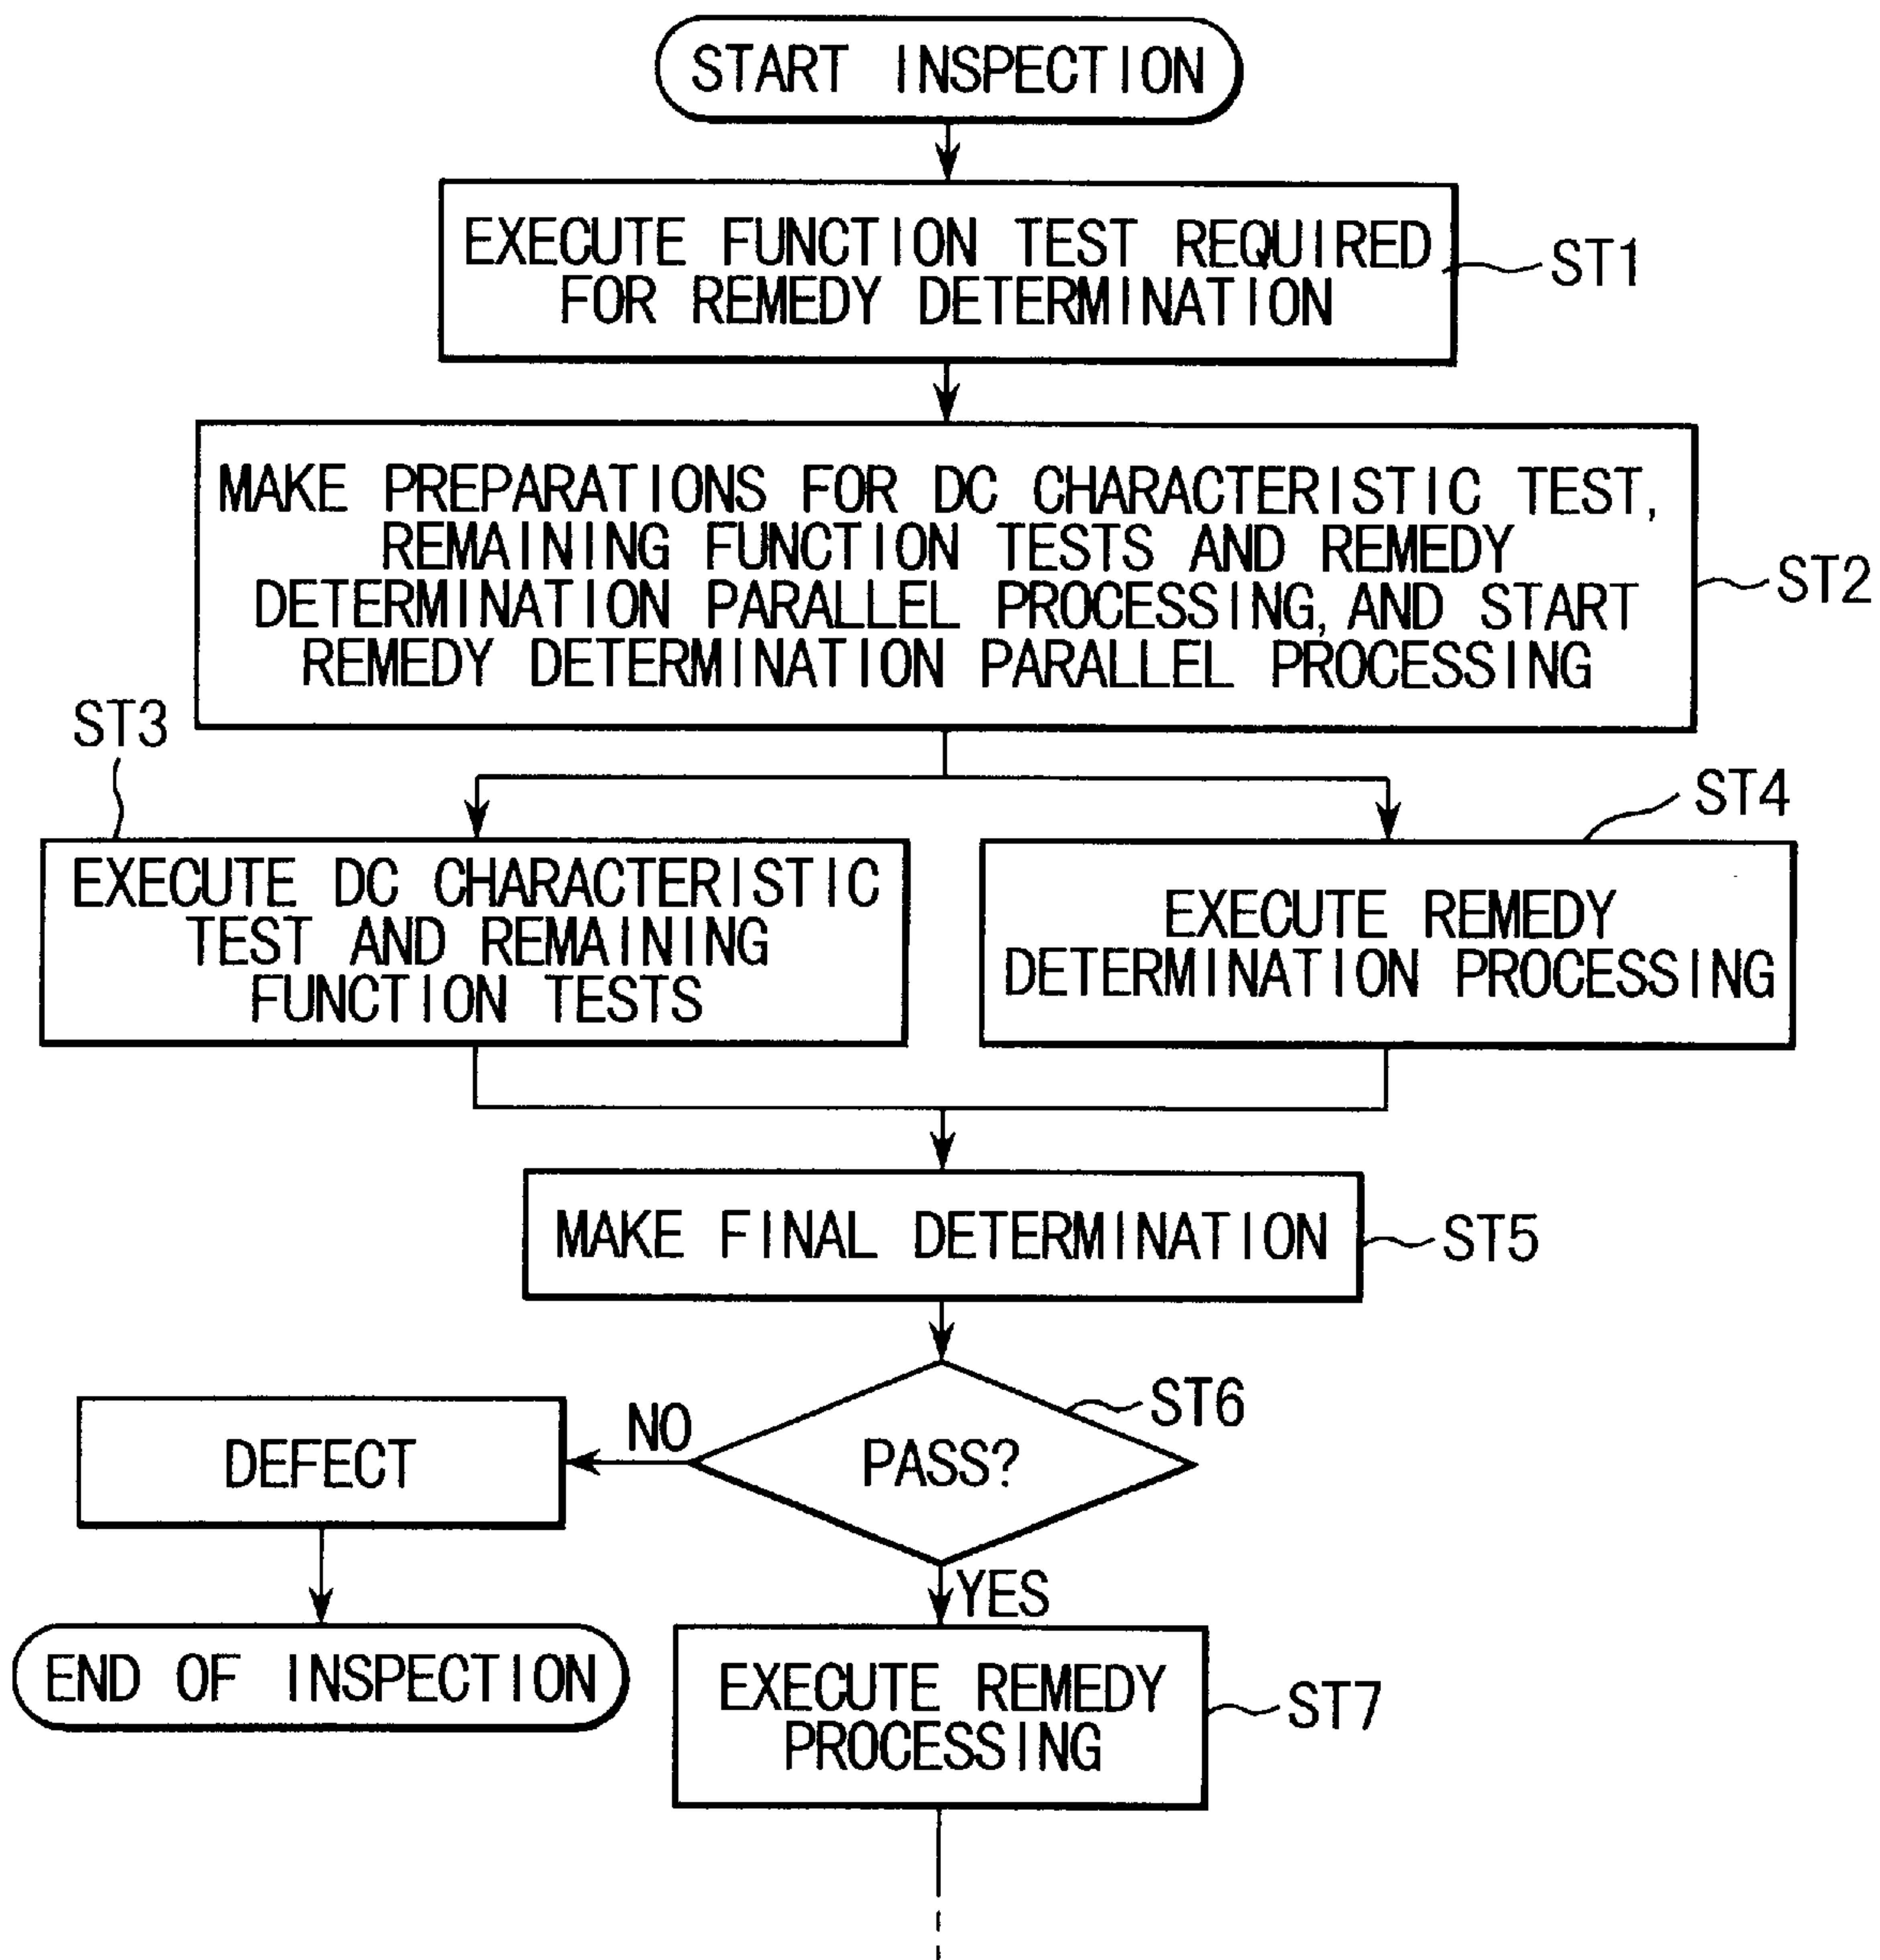 START INSPECTION
EXECUTE FUNCTION TEST REQUIRED
FOR REMEDY DETERMINATION
ST1
MAKE PREPARATIONS FOR DC CHARACTERISTIC TEST,
REMAINING FUNCTION TESTS AND REMEDY
DETERMINATION PARALLEL PROCESSING, AND START
REMEDY DETERMINATION PARALLEL PROCESSING
ST2
ST3
EXECUTE DC CHARACTERISTIC
TEST AND REMAINING
FUNCTION TESTS
ST4
EXECUTE REMEDY
DETERMINATION PROCESSING
MAKE FINAL DETERMINATION
ST5
PASS?
ST6
NO
DEFECT
END OF INSPECTION
YES
EXECUTE REMEDY
PROCESSING
ST7